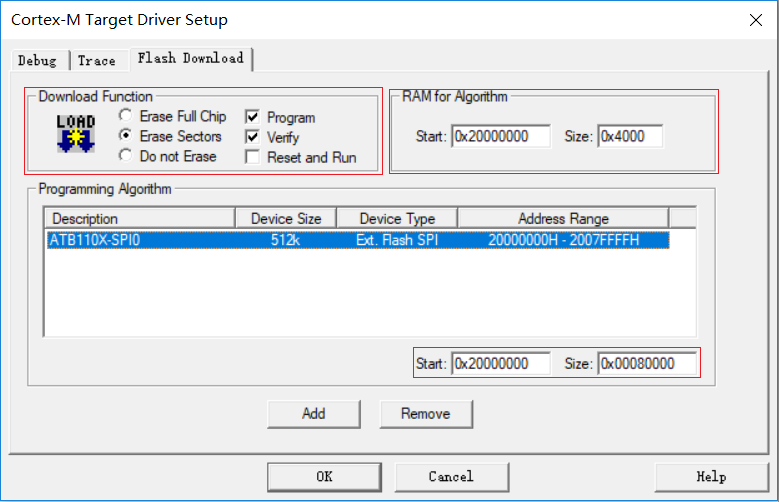 Cortex-M Target Driver Setup
Debug Trace Flash Download
Download Function
LOAD
Erase Full Chip Program
Erase Sectors Verify
Do not Erase Reset and Run
RAM for Algorithm
Start: 0x20000000 Size: 0x4000
Programming Algorithm
Description Device Size Device Type Address Range
ATB110X-SPI0 512k Ext. Flash SPI 20000000H - 2007FFFFH
Start: 0x20000000 Size: 0x00080000
Add Remove
OK Cancel Help